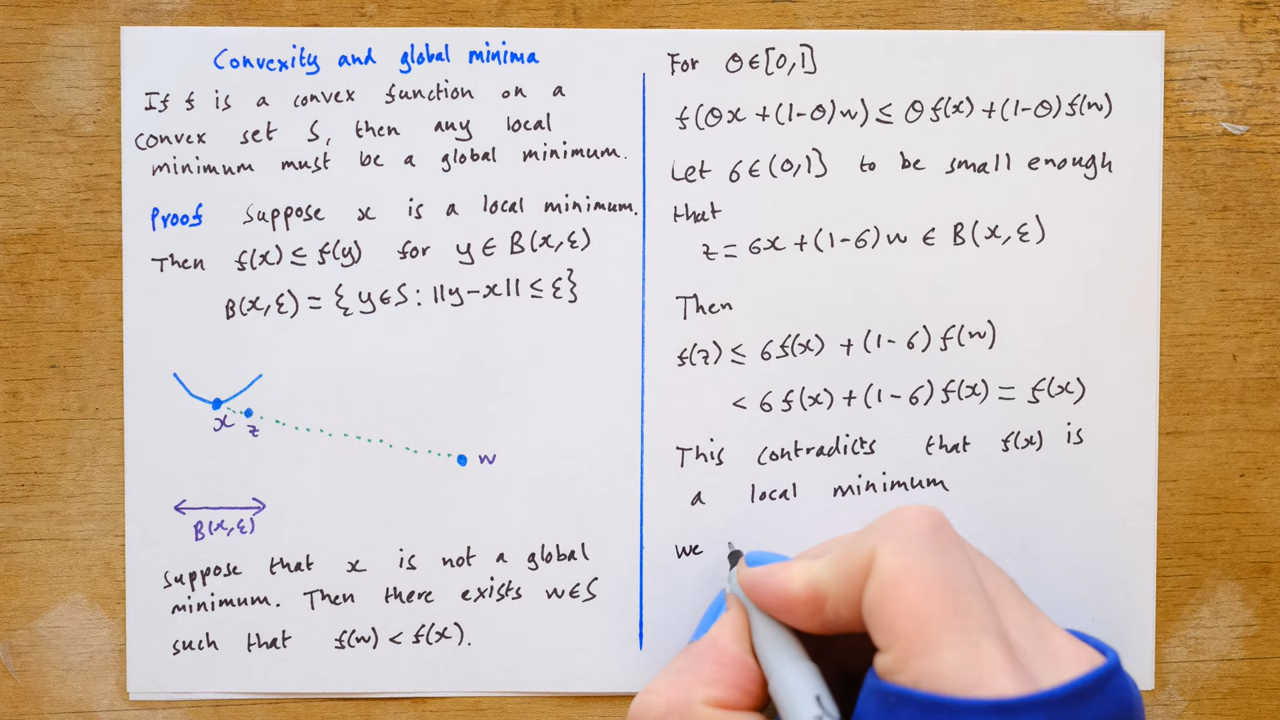 Convexity and global minima
If f is a convex function on a
convex set S, then any local
minimum must be a global minimum.
Proof Suppose x is a local minimum.
Then f(x) ≤ f(y) for y ∈ B(x,ε)
B(x,ε) = { y∈S : ||y-x|| ≤ ε}
x
z
w
B(x,ε)
Suppose that x is not a global
minimum. Then there exists w∈S
such that f(w) < f(x).
For θ∈[0,1]
f(θx + (1-θ)w) ≤ θf(x) + (1-θ)f(w)
Let 6∈(0,1] to be small enough
that
z = 6x + (1-6)w ∈ B(x,ε)
Then
f(z) ≤ 6f(x) + (1-6)f(w)
< 6f(x) + (1-6)f(x) = f(x)
This contradicts that f(x) is
a local minimum
we